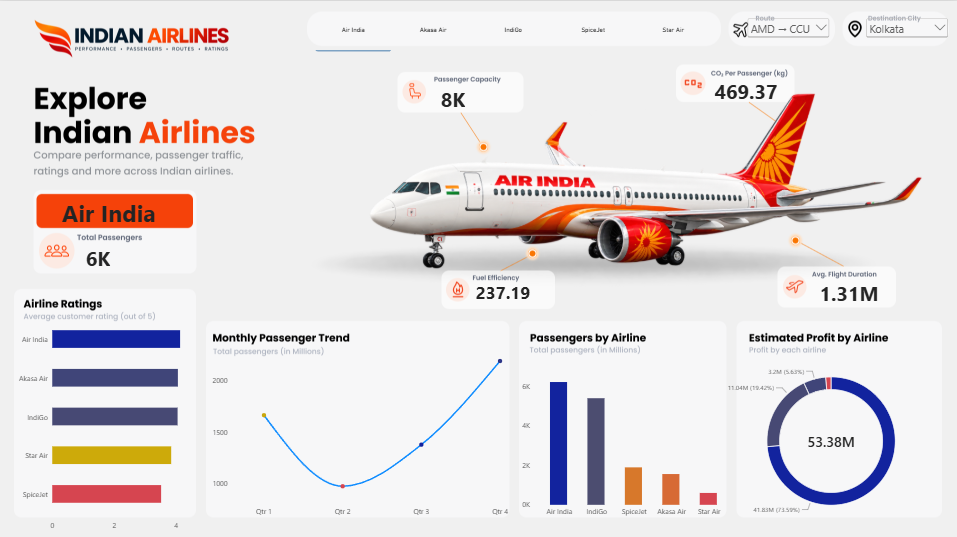 INDIAN AIRLINES
PERFORMANCE • PASSENGERS • ROUTES • RATINGS
Air India
Akasa Air
IndiGo
SpiceJet
Star Air
Route
AMD → CCU
Destination City
Kolkata
Explore
Indian Airlines
Compare performance, passenger traffic,
ratings and more across Indian airlines.
Passenger Capacity
8K
CO₂ Per Passenger (kg)
CO2
469.37
AIR INDIA
Air India
Total Passengers
6K
Fuel Efficiency
237.19
Avg. Flight Duration
1.31M
Airline Ratings
Average customer rating (out of 5)
Air India
Akasa Air
IndiGo
Star Air
SpiceJet
0
2
4
Monthly Passenger Trend
Total passengers (in Millions)
2000
1500
1000
Qtr 1
Qtr 2
Qtr 3
Qtr 4
Passengers by Airline
Total passengers (in Millions)
6K
4K
2K
0K
Air India
IndiGo
SpiceJet
Akasa Air
Star Air
Estimated Profit by Airline
Profit by each airline
3.2M (5.63%)
11.04M (19.42%)
53.38M
41.83M (73.59%)